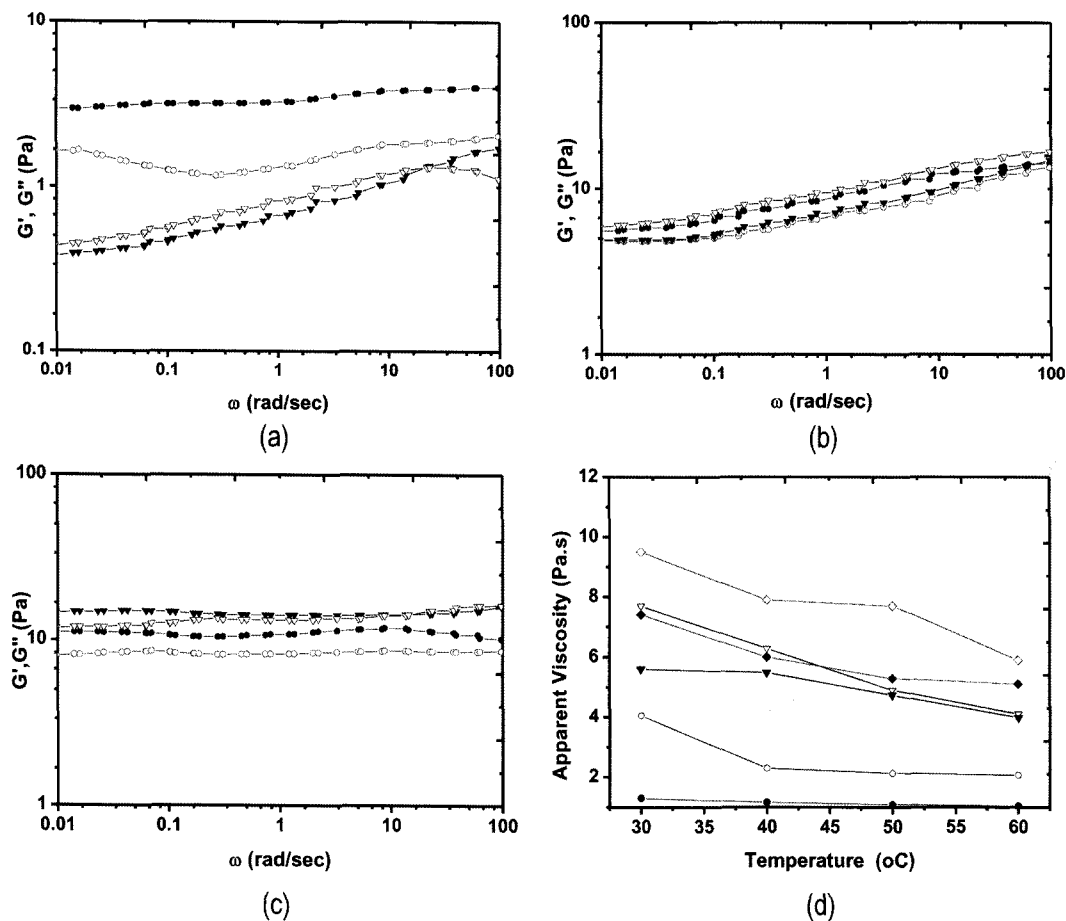 10
1
0.1
G', G" (Pa)
0.01 0.1 1 10 100
ω (rad/sec)
(a)
100
10
1
G', G" (Pa)
0.01 0.1 1 10 100
ω (rad/sec)
(b)
100
10
1
G',G" (Pa)
0.01 0.1 1 10 100
ω (rad/sec)
(c)
12
10
8
6
4
2
Apparent Viscosity (Pa.s)
30 35 40 45 50 55 60
Temperature (oC)
(d)